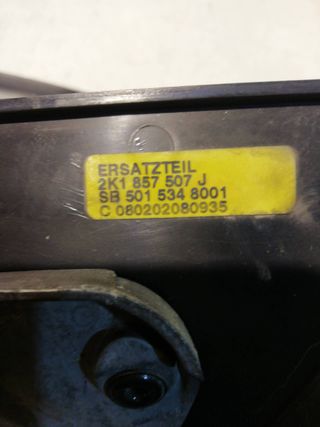 ERSATZTEIL
2K1 857 507 J
SB 501 534 8001
C 080202080935